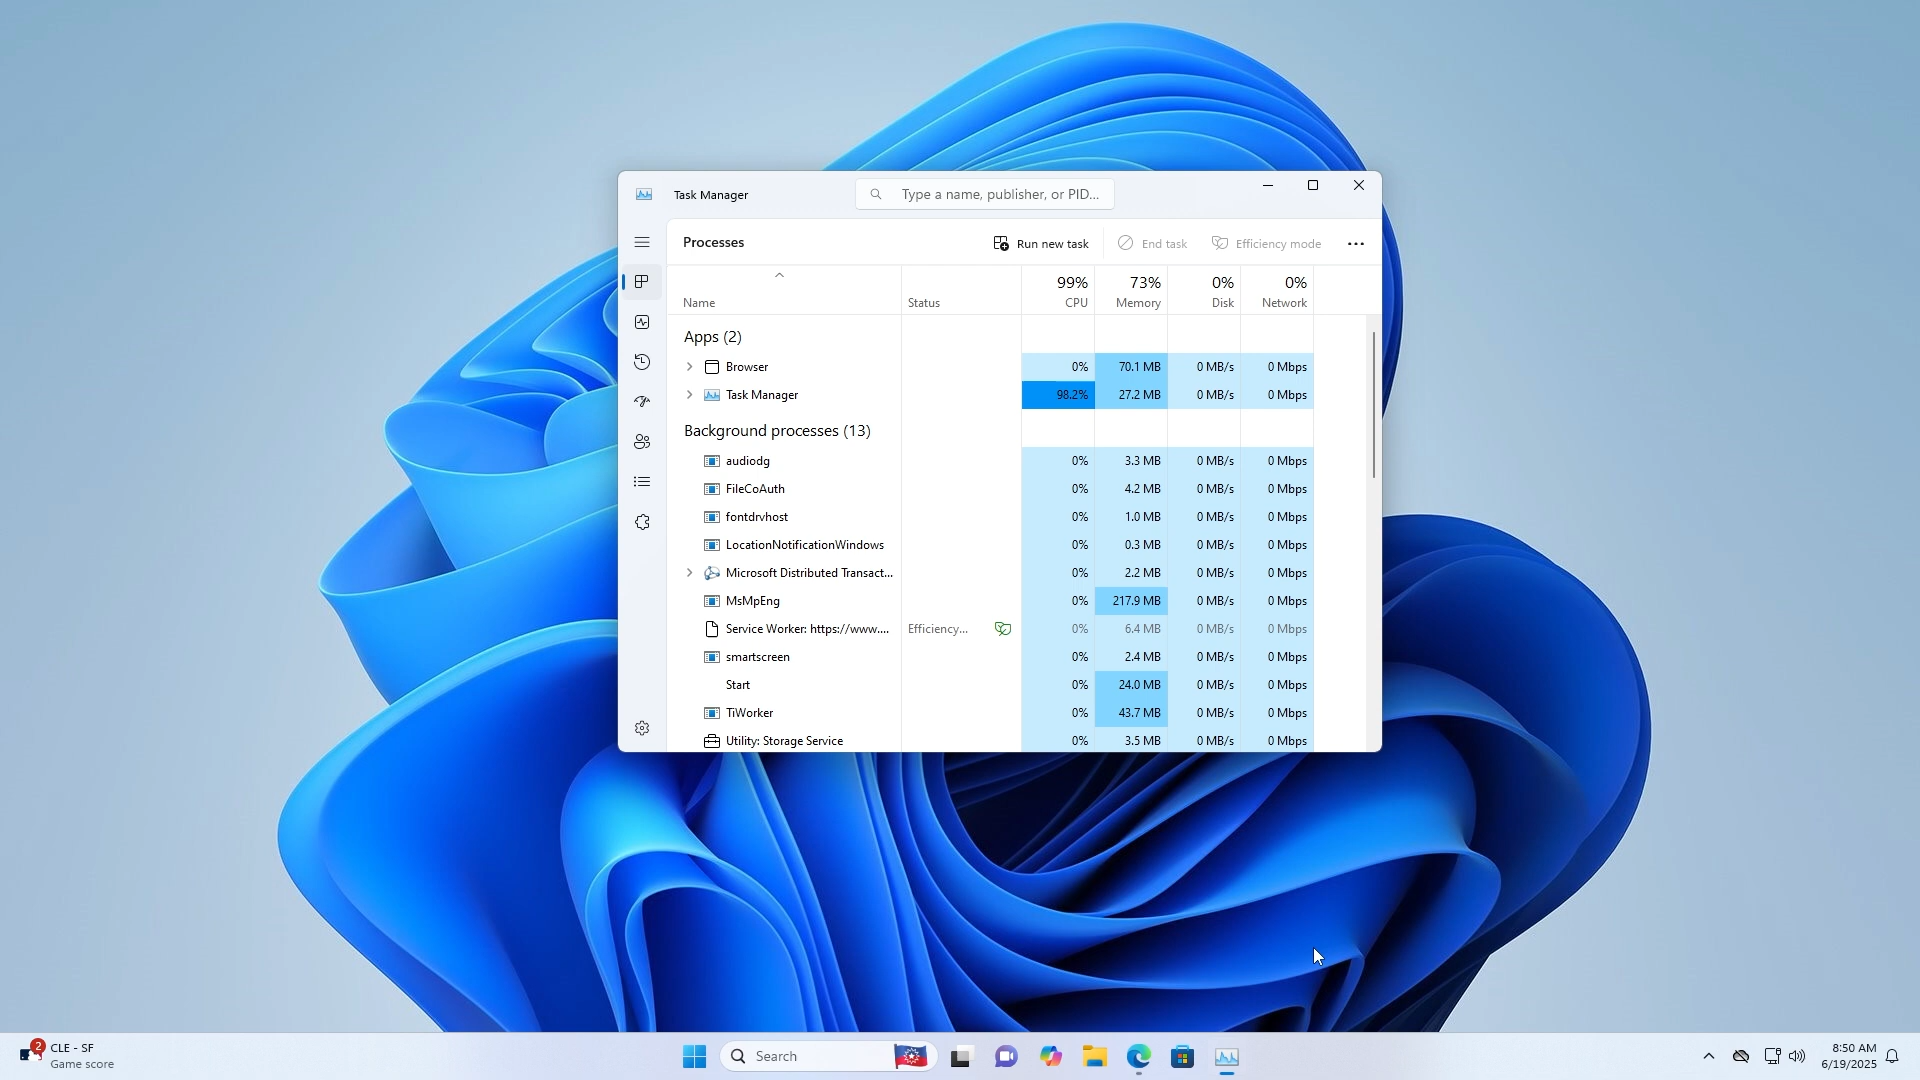 Task Manager
Type a name, publisher, or PID...
Processes
Run new task
End task
Efficiency mode
99% 73% 0% 0%
Name Status CPU Memory Disk Network
Apps (2)
Browser 0% 70.1 MB 0 MB/s 0 Mbps
Task Manager 98.2% 27.2 MB 0 MB/s 0 Mbps
Background processes (13)
audiodg 0% 3.3 MB 0 MB/s 0 Mbps
FileCoAuth 0% 4.2 MB 0 MB/s 0 Mbps
fontdrvhost 0% 1.0 MB 0 MB/s 0 Mbps
LocationNotificationWindows 0% 0.3 MB 0 MB/s 0 Mbps
Microsoft Distributed Transact... 0% 2.2 MB 0 MB/s 0 Mbps
MsMpEng 0% 217.9 MB 0 MB/s 0 Mbps
Service Worker: https://www.... Efficiency... 0% 6.4 MB 0 MB/s 0 Mbps
smartscreen 0% 2.4 MB 0 MB/s 0 Mbps
Start 0% 24.0 MB 0 MB/s 0 Mbps
TiWorker 0% 43.7 MB 0 MB/s 0 Mbps
Utility: Storage Service 0% 3.5 MB 0 MB/s 0 Mbps
2
CLE - SF
Game score
Search
8:50 AM
6/19/2025